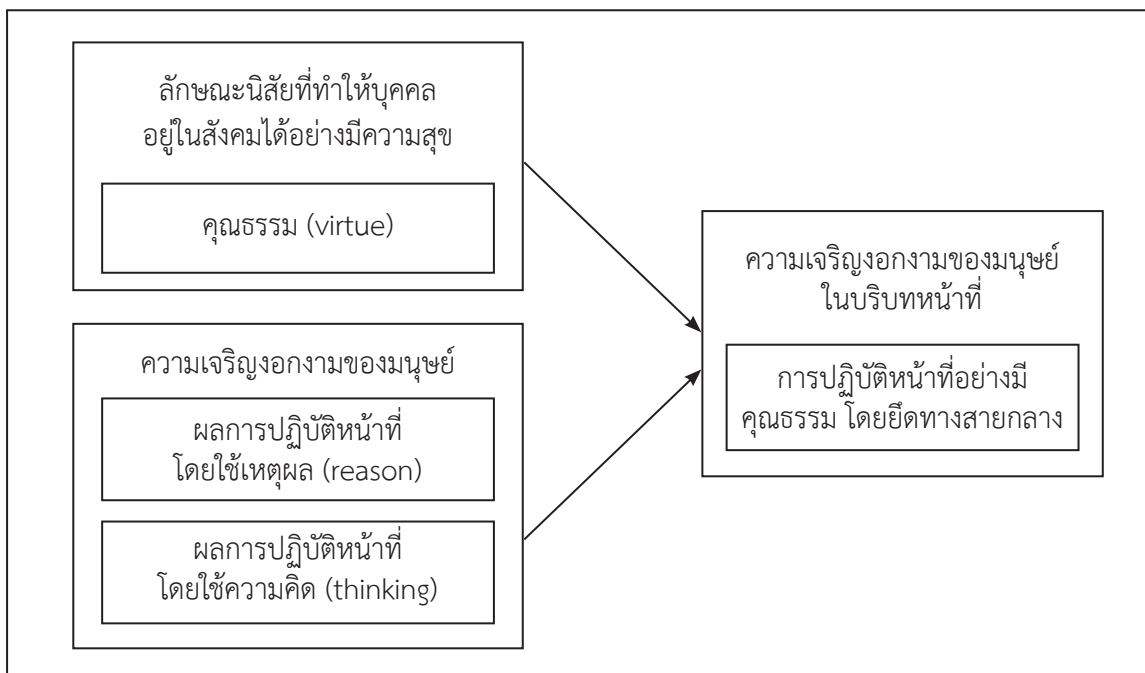 ลักษณะนิสัยที่ทำให้บุคคล
อยู่ในสังคมได้อย่างมีความสุข
คุณธรรม (virtue)
ความเจริญงอกงามของมนุษย์
ผลการปฏิบัติหน้าที่
โดยใช้เหตุผล (reason)
ผลการปฏิบัติหน้าที่
โดยใช้ความคิด (thinking)
ความเจริญงอกงามของมนุษย์
ในบริบทหน้าที่
การปฏิบัติหน้าที่อย่างมี
คุณธรรม โดยยึดทางสายกลาง